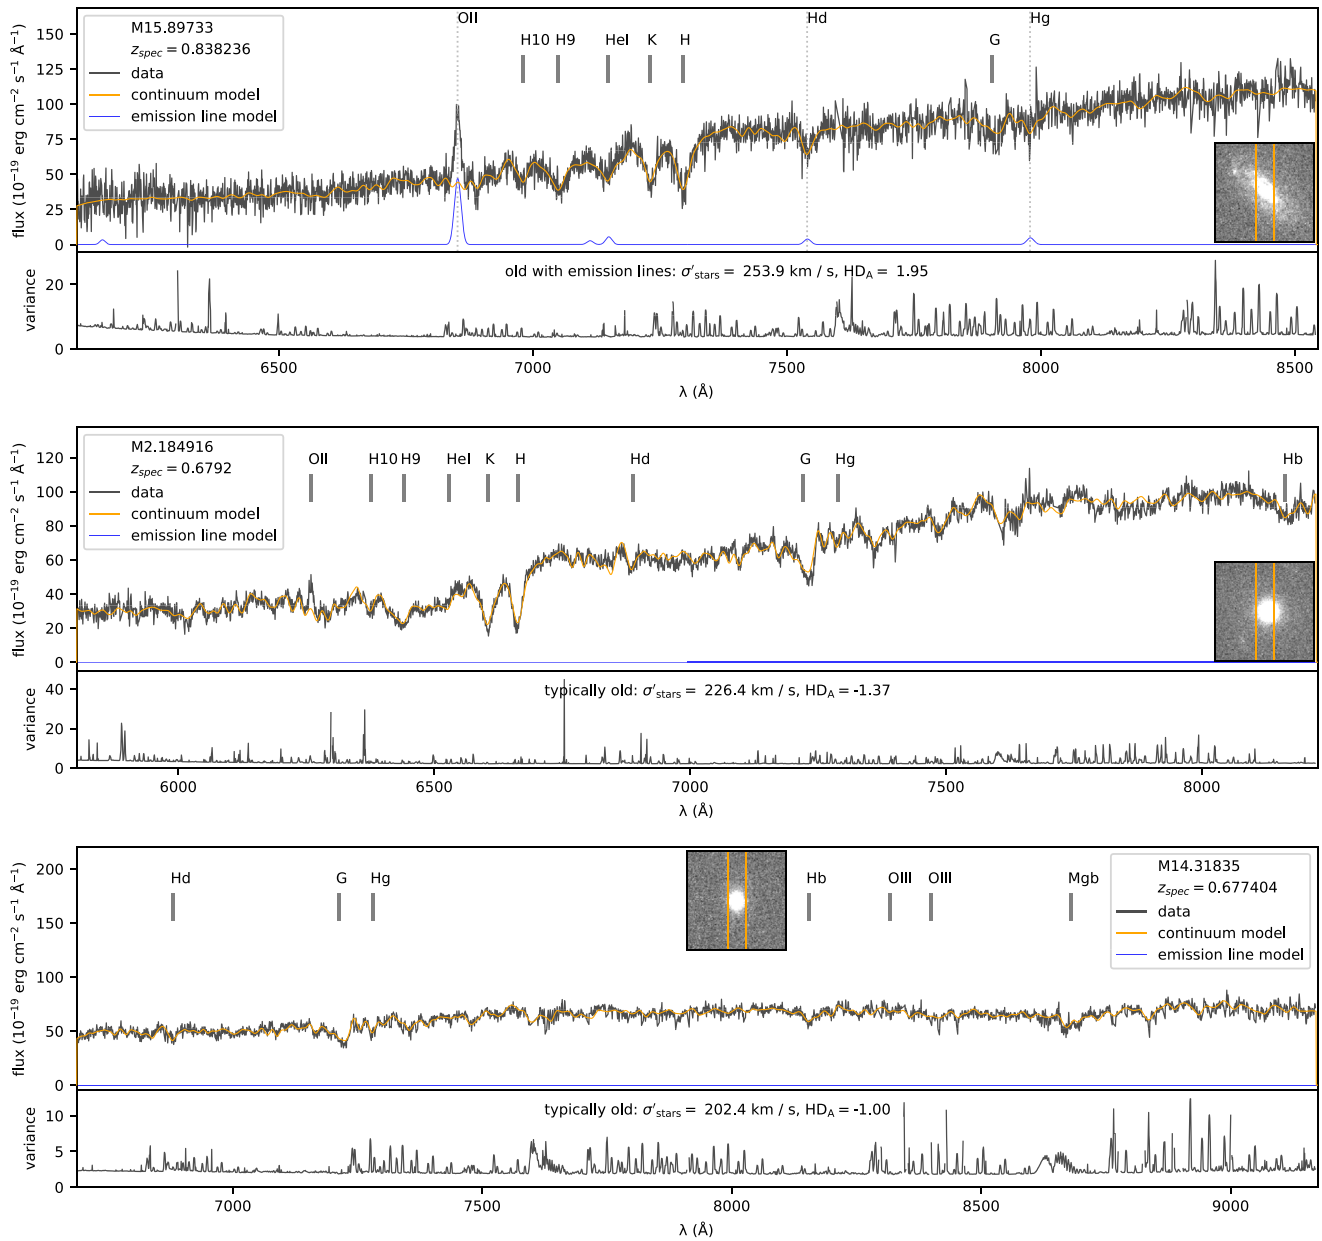 OII Hd Hg
H10 H9 HeI K H G
M15.89733
z_spec = 0.838236
data
continuum model
emission line model
150
125
100
75
50
25
0
flux (10⁻¹⁹ erg cm⁻² s⁻¹ Å⁻¹)
old with emission lines: σ′stars = 253.9 km / s, HDA = 1.95
20
0
variance
6500 7000 7500 8000 8500
λ (Å)
M2.184916
z_spec = 0.6792
data
continuum model
emission line model
OII H10 H9 HeI K H Hd G Hg Hb
120
100
80
60
40
20
0
flux (10⁻¹⁹ erg cm⁻² s⁻¹ Å⁻¹)
typically old: σ′stars = 226.4 km / s, HDA = -1.37
40
20
0
variance
6000 6500 7000 7500 8000
λ (Å)
Hd G Hg Hb OIII OIII Mgb
M14.31835
z_spec = 0.677404
data
continuum model
emission line model
200
150
100
50
0
flux (10⁻¹⁹ erg cm⁻² s⁻¹ Å⁻¹)
typically old: σ′stars = 202.4 km / s, HDA = -1.00
10
5
0
variance
7000 7500 8000 8500 9000
λ (Å)